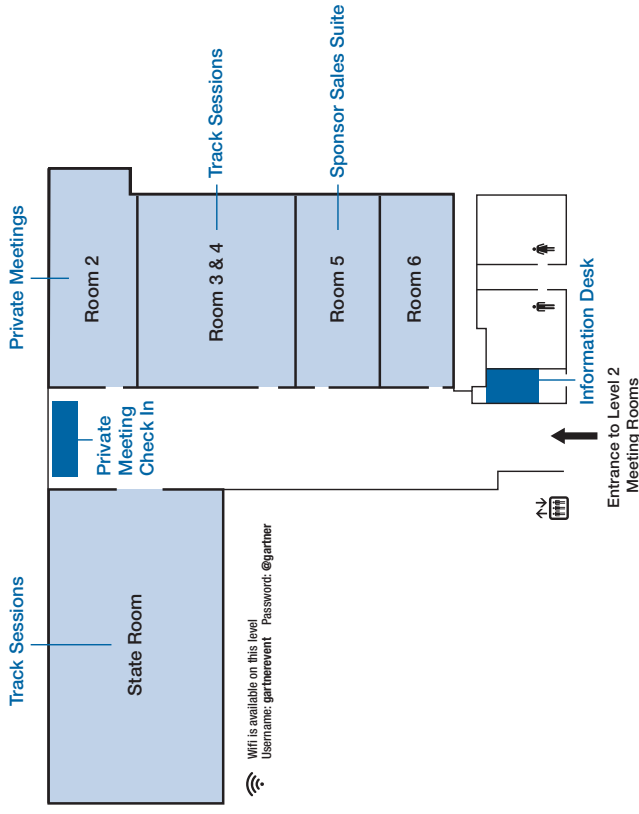 Track Sessions
State Room
Wifi is available on this level
Username: gartnerevent Password: @gartner
Private
Meeting
Check In
Private Meetings
Room 2
Room 3 & 4
Track Sessions
Room 5
Sponsor Sales Suite
Room 6
Information Desk
Entrance to Level 2
Meeting Rooms